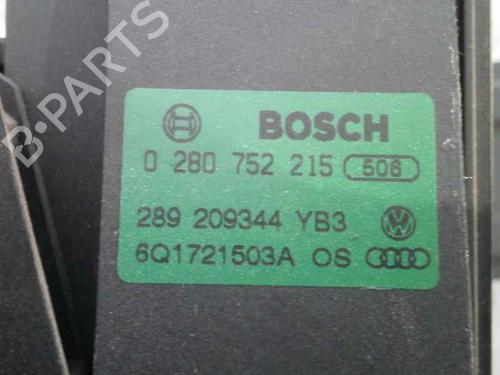 B-PARTS
BOSCH
0 280 752 215 506
289 209344 YB3
6Q1721503A OS